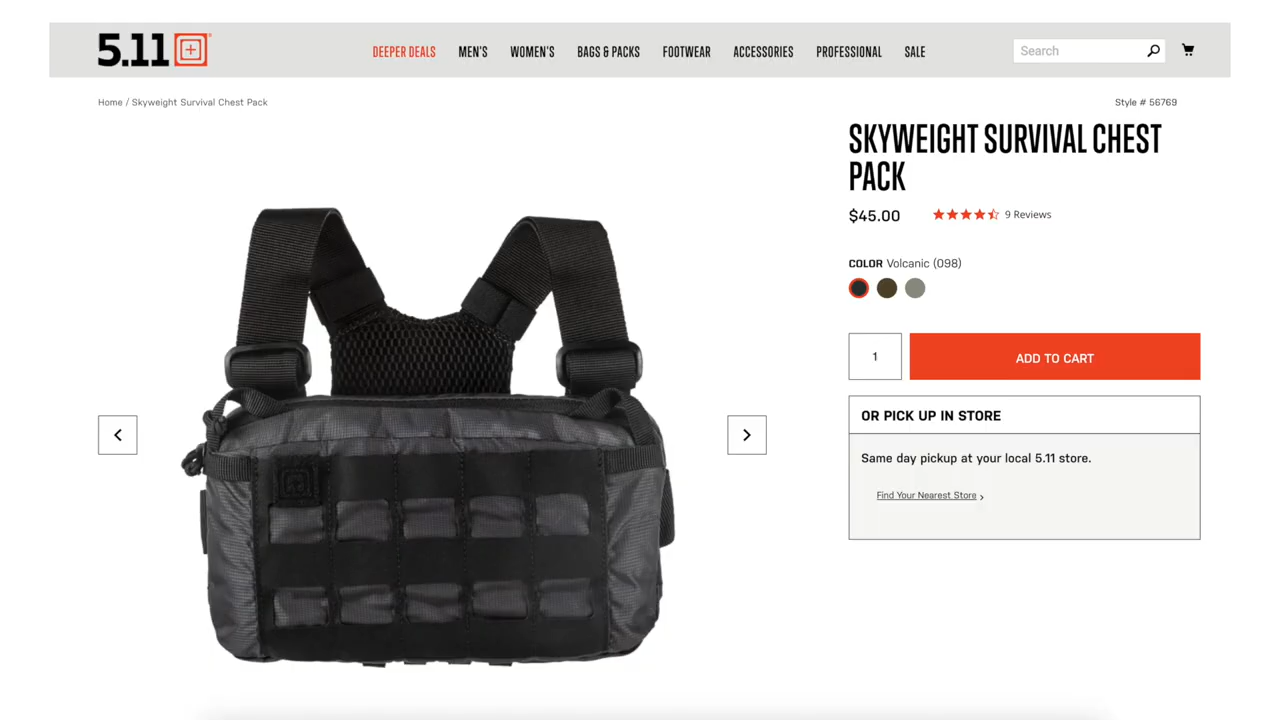 5.11
DEEPER DEALS MEN'S WOMEN'S BAGS & PACKS FOOTWEAR ACCESSORIES PROFESSIONAL SALE
Search
Home / Skyweight Survival Chest Pack
Style # 56769
SKYWEIGHT SURVIVAL CHEST
PACK
$45.00 9 Reviews
COLOR Volcanic (098)
1 ADD TO CART
OR PICK UP IN STORE
Same day pickup at your local 5.11 store.
Find Your Nearest Store